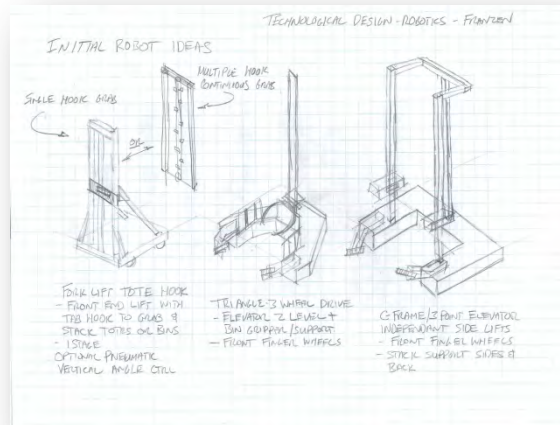 TECHNOLOGICAL DESIGN - ROBOTICS - FRANZEN
INITIAL ROBOT IDEAS
SINGLE HOOK GRAB
OR
MULTIPLE HOOK
CONTINUOUS GRAB
FORK LIFT TOTE HOOK
- FRONT END LIFT WITH
TAB HOOK TO GRAB &
STACK TOTES OR BINS
- 1 STAGE
OPTIONAL PNEUMATIC
VERTICAL ANGLE CTRL
TRIANGLE-3 WHEEL DRIVE
- ELEVATOR 2 LEVEL +
BIN GRIPPER/SUPPORT
- FRONT FINGER WHEELS
C FRAME/3 POINT ELEVATOR
INDEPENDANT SIDE LIFTS
- FRONT FINGER WHEELS
- STACK SUPPORT SIDES &
BACK